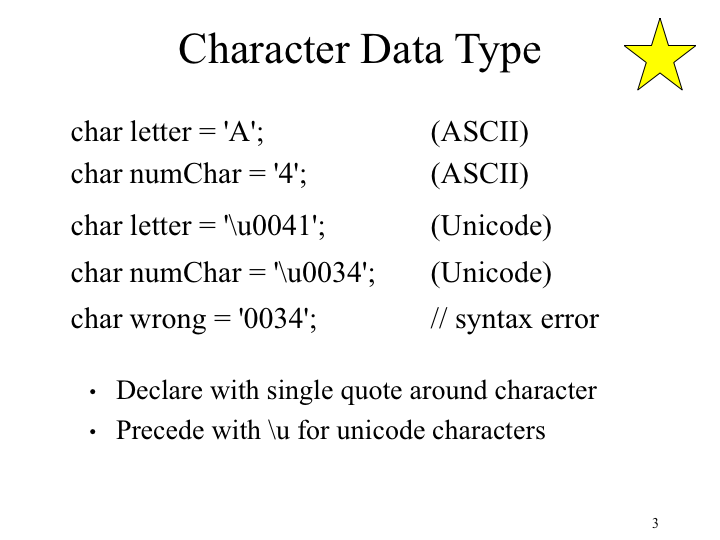 Character Data Type
char letter = 'A'; (ASCII)
char numChar = '4'; (ASCII)
char letter = '\u0041'; (Unicode)
char numChar = '\u0034'; (Unicode)
char wrong = '0034'; // syntax error
• Declare with single quote around character
• Precede with \u for unicode characters
3